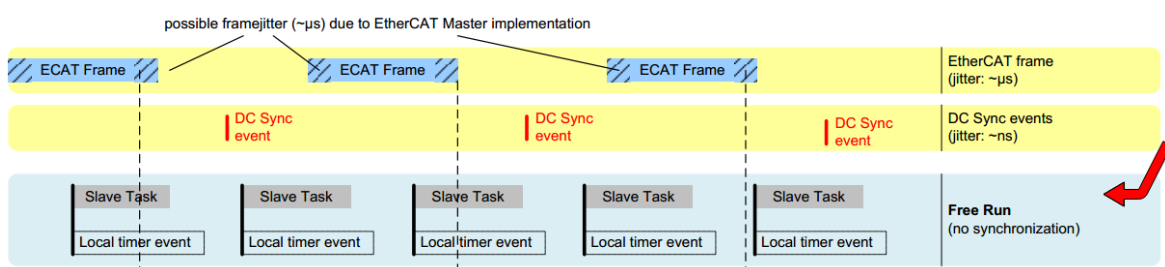 possible framejitter (~µs) due to EtherCAT Master implementation
ECAT Frame
ECAT Frame
ECAT Frame
EtherCAT frame
(jitter: ~µs)
DC Sync
event
DC Sync
event
DC Sync
event
DC Sync events
(jitter: ~ns)
Slave Task
Slave Task
Slave Task
Slave Task
Slave Task
Local timer event
Local timer event
Local timer event
Local timer event
Local timer event
Free Run
(no synchronization)